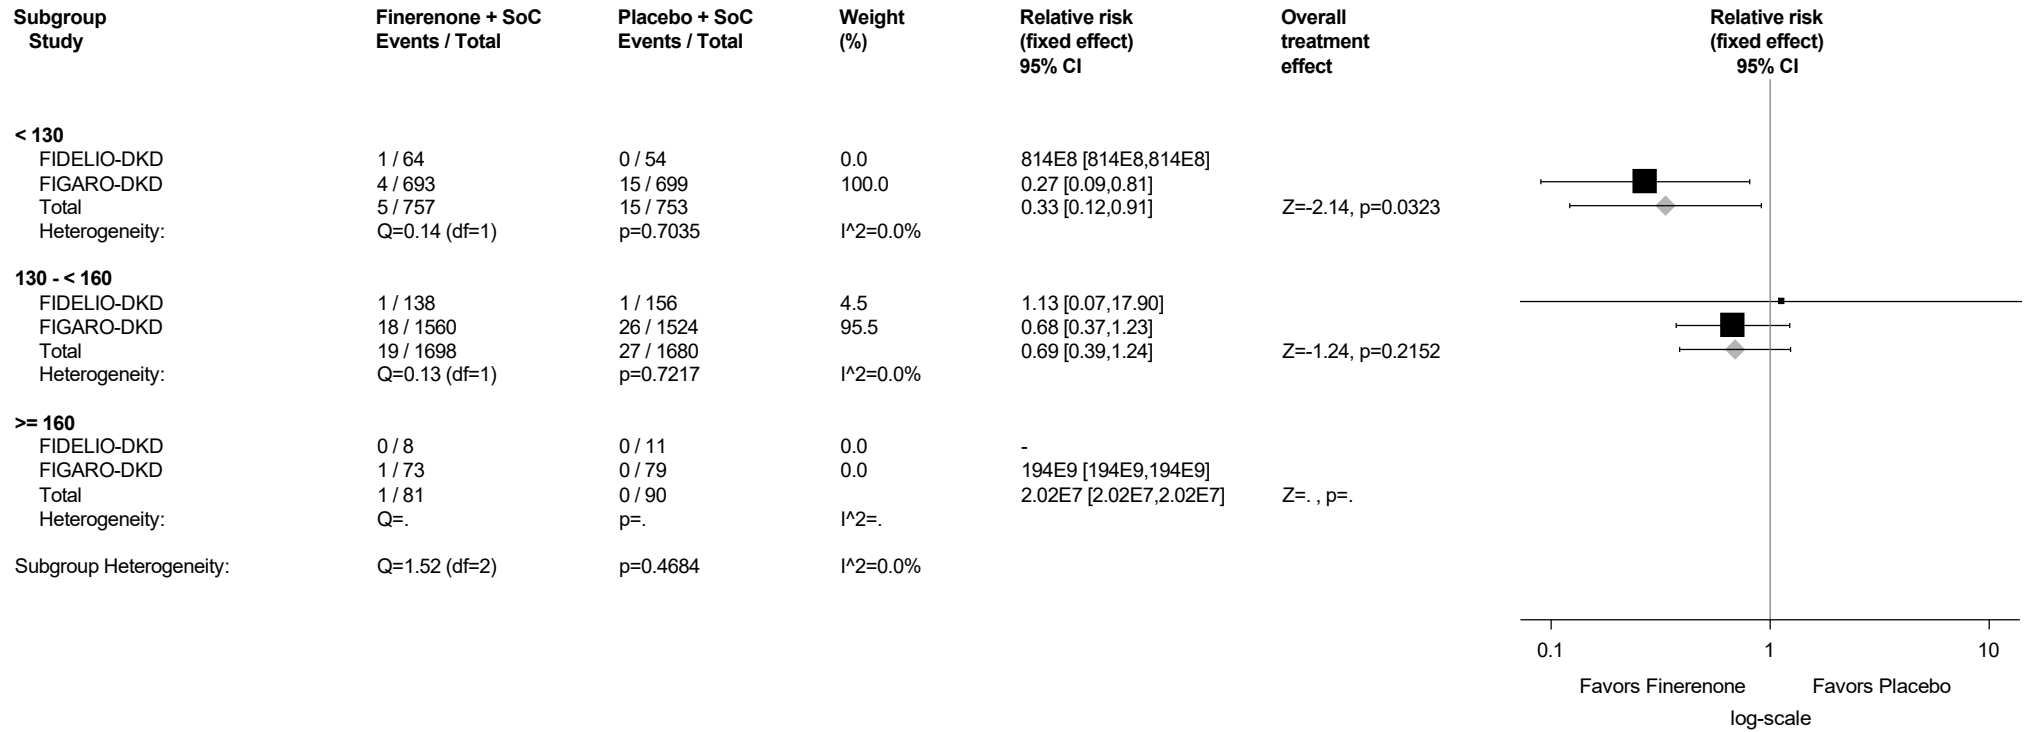 Subgroup Finerenone + SoC Placebo + SoC Weight Relative risk Overall Relative risk
Study Events / Total Events / Total (%) (fixed effect) treatment (fixed effect)
95% CI effect 95% CI
< 130
FIDELIO-DKD 1 / 64 0 / 54 0.0 814E8 [814E8,814E8]
FIGARO-DKD 4 / 693 15 / 699 100.0 0.27 [0.09,0.81]
Total 5 / 757 15 / 753 0.33 [0.12,0.91] Z=-2.14, p=0.0323
Heterogeneity: Q=0.14 (df=1) p=0.7035 I^2=0.0%
130 - < 160
FIDELIO-DKD 1 / 138 1 / 156 4.5 1.13 [0.07,17.90]
FIGARO-DKD 18 / 1560 26 / 1524 95.5 0.68 [0.37,1.23]
Total 19 / 1698 27 / 1680 0.69 [0.39,1.24] Z=-1.24, p=0.2152
Heterogeneity: Q=0.13 (df=1) p=0.7217 I^2=0.0%
>= 160
FIDELIO-DKD 0 / 8 0 / 11 0.0 -
FIGARO-DKD 1 / 73 0 / 79 0.0 194E9 [194E9,194E9]
Total 1 / 81 0 / 90 2.02E7 [2.02E7,2.02E7] Z=. , p=.
Heterogeneity: Q=. p=. I^2=.
Subgroup Heterogeneity: Q=1.52 (df=2) p=0.4684 I^2=0.0%
0.1 1 10
Favors Finerenone Favors Placebo
log-scale